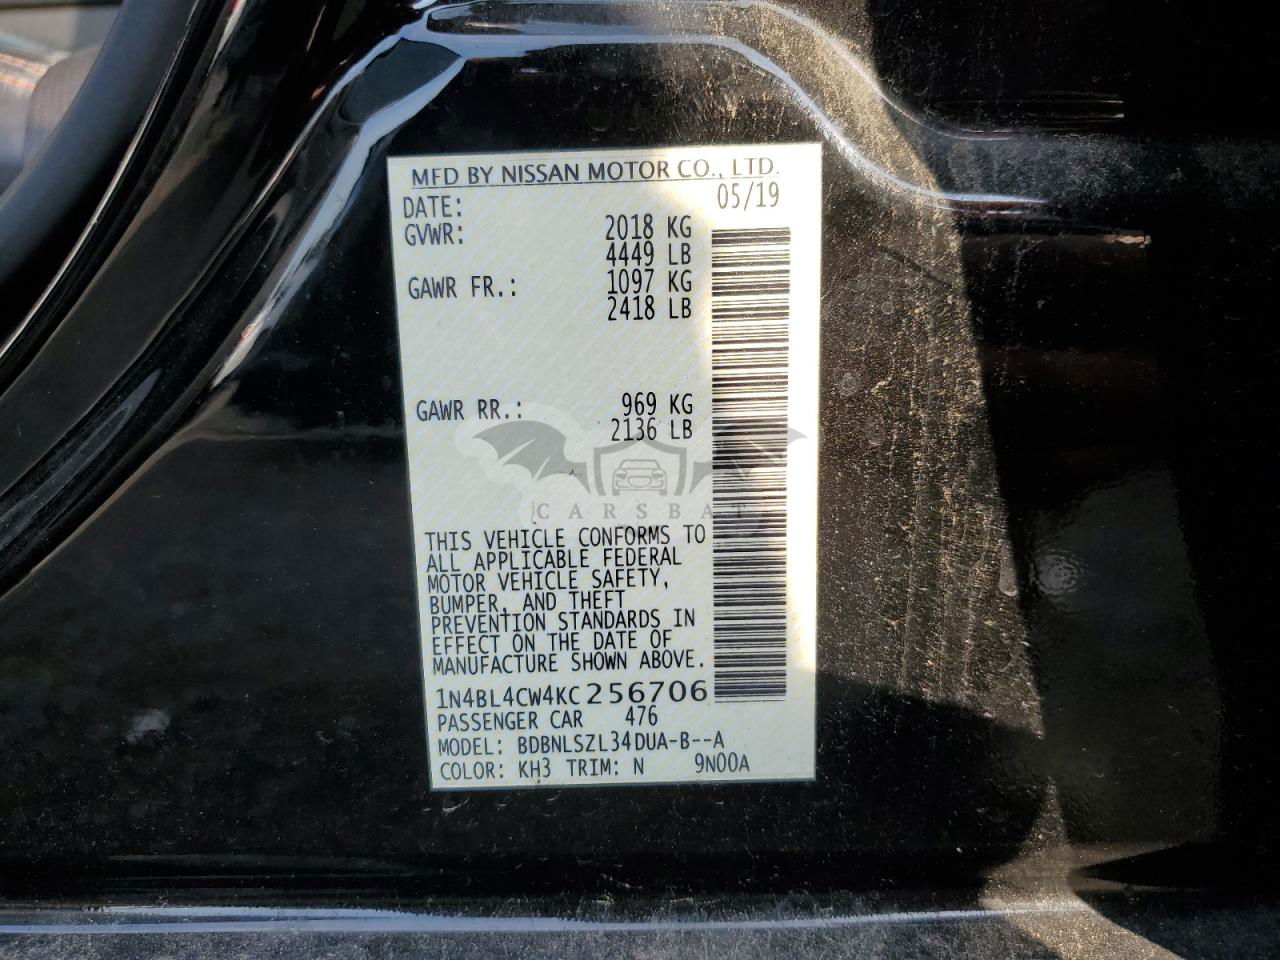 MFD BY NISSAN MOTOR CO., LTD.
DATE: 05/19
GVWR: 2018 KG
4449 LB
GAWR FR.: 1097 KG
2418 LB
GAWR RR.: 969 KG
2136 LB
CARSBAT
THIS VEHICLE CONFORMS TO
ALL APPLICABLE FEDERAL
MOTOR VEHICLE SAFETY,
BUMPER, AND THEFT
PREVENTION STANDARDS IN
EFFECT ON THE DATE OF
MANUFACTURE SHOWN ABOVE.
1N4BL4CW4KC256706
PASSENGER CAR 476
MODEL: BDBNLSZL34DUA-B--A
COLOR: KH3 TRIM: N 9N00A